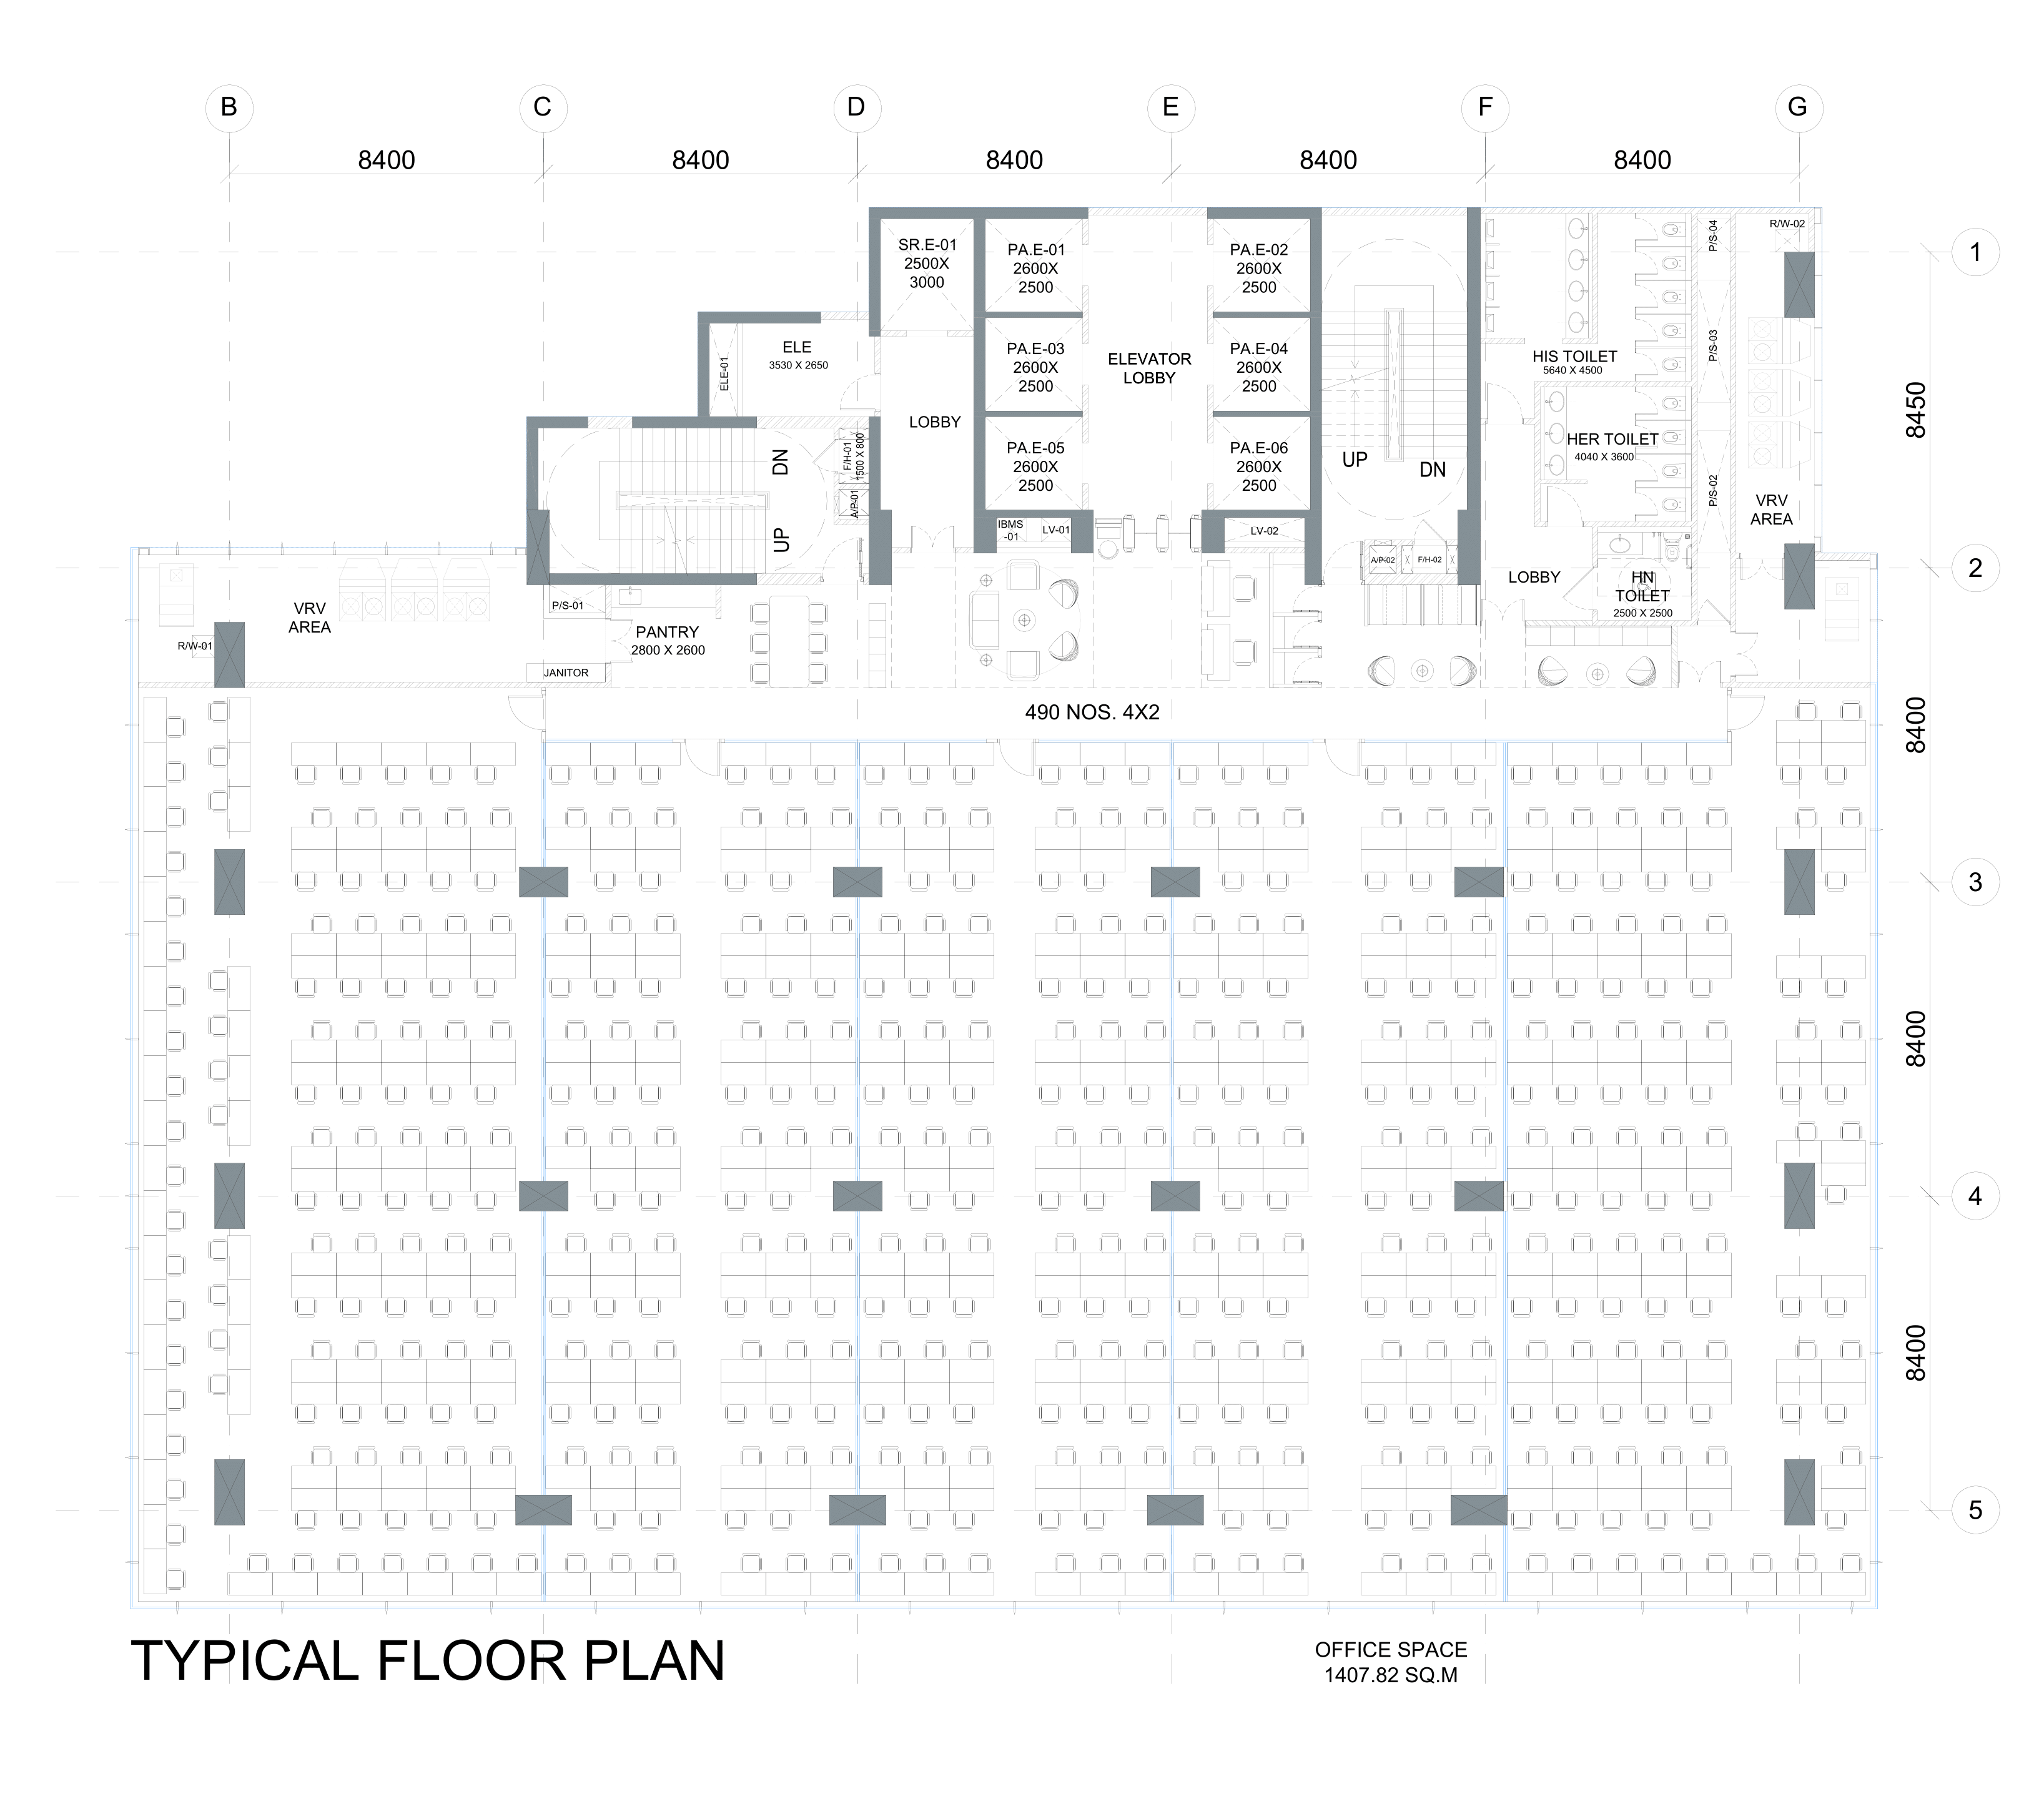 B
C
D
E
F
G
8400
8400
8400
8400
8400
1
2
3
4
5
8450
8400
8400
8400
SR.E-01
2500X
3000
PA.E-01
2600X
2500
PA.E-02
2600X
2500
PA.E-03
2600X
2500
PA.E-04
2600X
2500
PA.E-05
2600X
2500
PA.E-06
2600X
2500
ELEVATOR
LOBBY
ELE
3530 X 2650
ELE-01
LOBBY
DN
UP
F/H-01
1500 X 800
A/P-01
IBMS
-01
LV-01
LV-02
UP
DN
A/P-02
F/H-02
HIS TOILET
5640 X 4500
HER TOILET
4040 X 3600
P/S-04
P/S-03
P/S-02
R/W-02
VRV
AREA
LOBBY
HN
TOILET
2500 X 2500
VRV
AREA
R/W-01
P/S-01
PANTRY
2800 X 2600
JANITOR
490 NOS. 4X2
TYPICAL FLOOR PLAN
OFFICE SPACE
1407.82 SQ.M